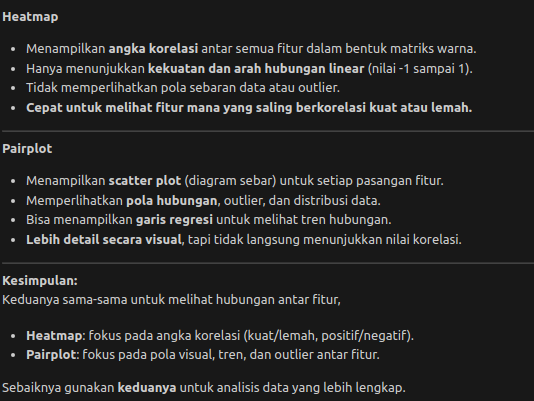 Heatmap
• Menampilkan angka korelasi antar semua fitur dalam bentuk matriks warna.
• Hanya menunjukkan kekuatan dan arah hubungan linear (nilai -1 sampai 1).
• Tidak memperlihatkan pola sebaran data atau outlier.
• Cepat untuk melihat fitur mana yang saling berkorelasi kuat atau lemah.
Pairplot
• Menampilkan scatter plot (diagram sebar) untuk setiap pasangan fitur.
• Memperlihatkan pola hubungan, outlier, dan distribusi data.
• Bisa menampilkan garis regresi untuk melihat tren hubungan.
• Lebih detail secara visual, tapi tidak langsung menunjukkan nilai korelasi.
Kesimpulan:
Keduanya sama-sama untuk melihat hubungan antar fitur,
• Heatmap: fokus pada angka korelasi (kuat/lemah, positif/negatif).
• Pairplot: fokus pada pola visual, tren, dan outlier antar fitur.
Sebaiknya gunakan keduanya untuk analisis data yang lebih lengkap.